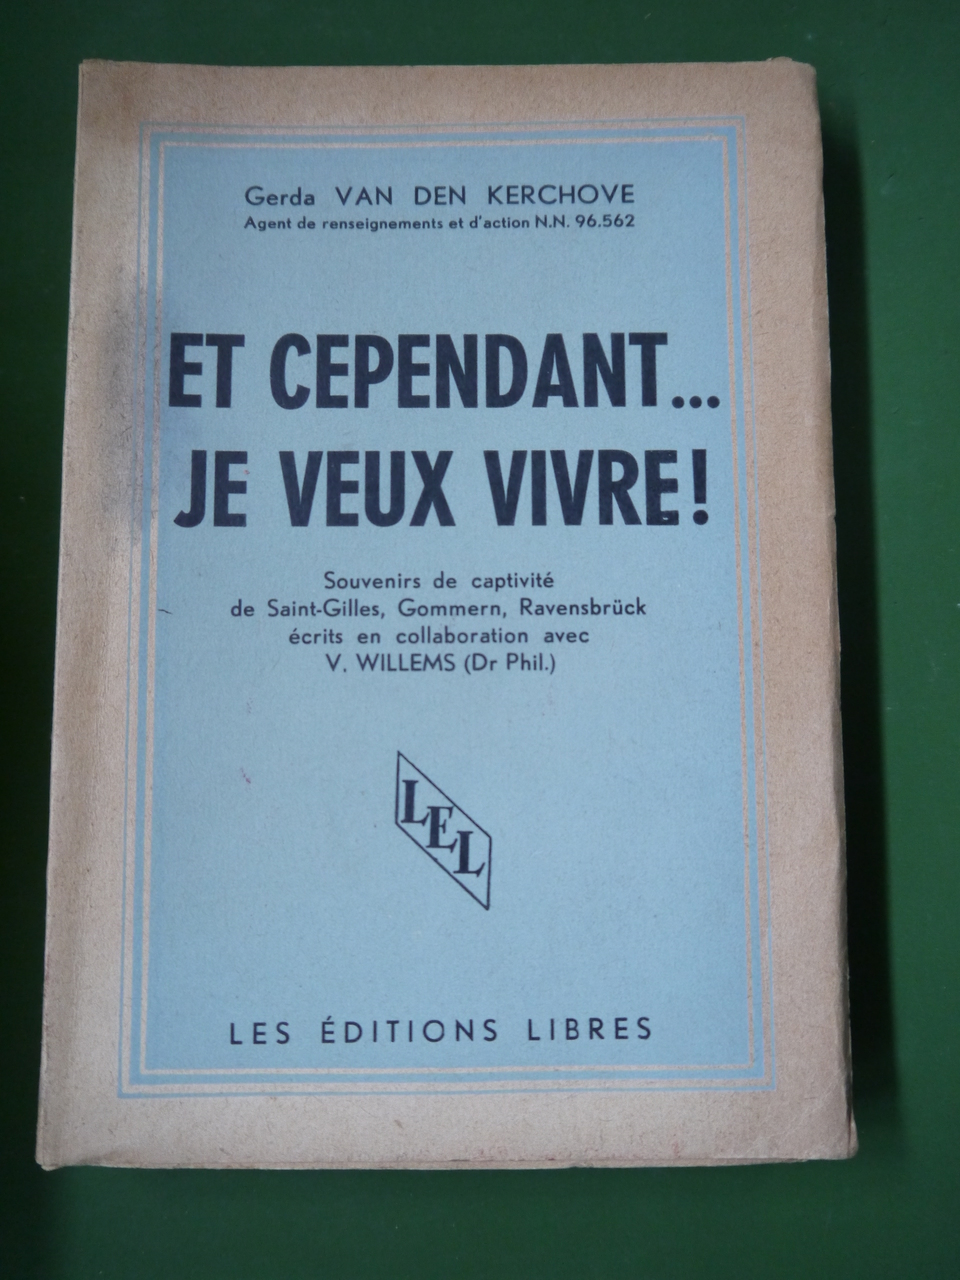 Gerda VAN DEN KERCHOVE
Agent de renseignements et d'action N.N. 96.562
ET CEPENDANT...
JE VEUX VIVRE!
Souvenirs de captivité
de Saint-Gilles, Gommern, Ravensbrück
écrits en collaboration avec
V. WILLEMS (Dr Phil.)
LEL
LES ÉDITIONS LIBRES